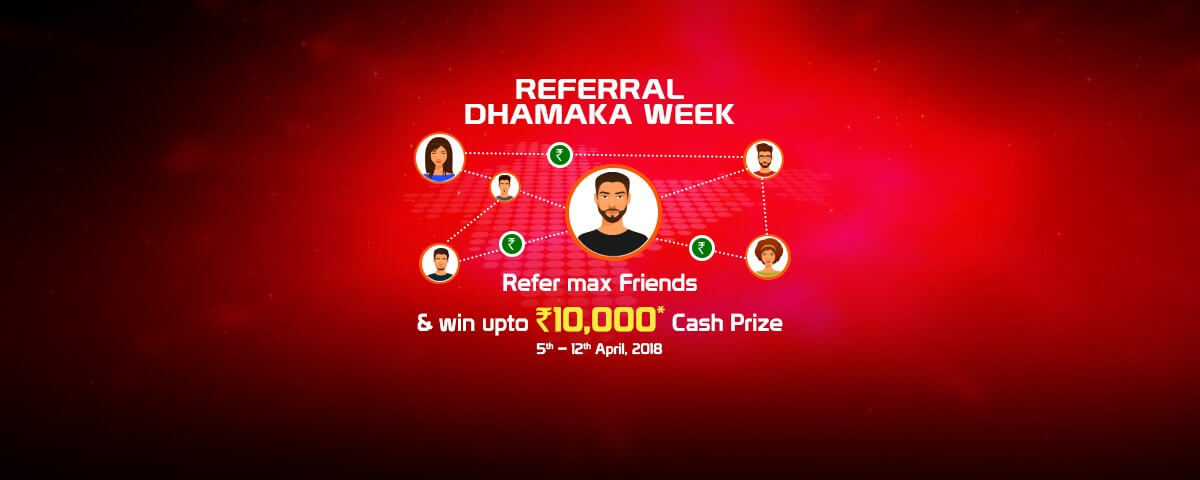 REFERRAL
DHAMAKA WEEK
₹
₹
₹
Refer max Friends
& win upto ₹10,000* Cash Prize
5th – 12th April, 2018